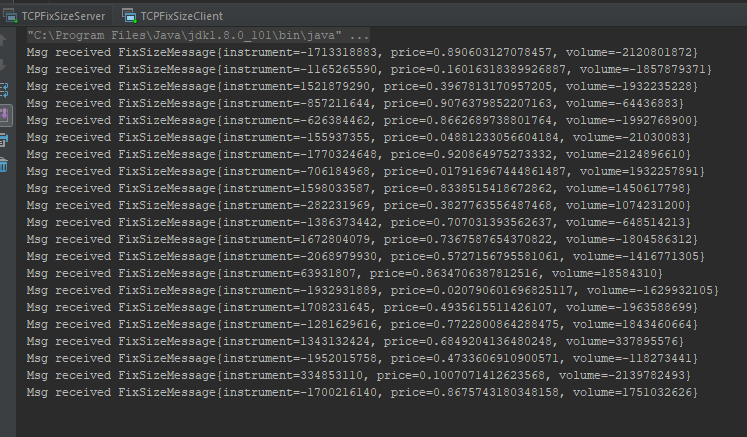 TCPFixSizeServer TCPFixSizeClient
"C:\Program Files\Java\jdk1.8.0_101\bin\java" ...
Msg received FixSizeMessage{instrument=-1713318883, price=0.890603127078457, volume=-2120801872}
Msg received FixSizeMessage{instrument=-1165265590, price=0.16016318389926887, volume=-1857879371}
Msg received FixSizeMessage{instrument=1521879290, price=0.3967813170957205, volume=-1932235228}
Msg received FixSizeMessage{instrument=-857211644, price=0.9076379852207163, volume=-64436883}
Msg received FixSizeMessage{instrument=-626384462, price=0.8662689738801764, volume=-1992768900}
Msg received FixSizeMessage{instrument=-155937355, price=0.04881233056604184, volume=-21030083}
Msg received FixSizeMessage{instrument=-1770324648, price=0.920864975273332, volume=2124896610}
Msg received FixSizeMessage{instrument=-706184968, price=0.017916967444861487, volume=1932257891}
Msg received FixSizeMessage{instrument=1598033587, price=0.8338515418672862, volume=1450617798}
Msg received FixSizeMessage{instrument=-282231969, price=0.3827763556487468, volume=1074231200}
Msg received FixSizeMessage{instrument=-1386373442, price=0.707031393562637, volume=-648514213}
Msg received FixSizeMessage{instrument=1672804079, price=0.7367587654370822, volume=-1804586312}
Msg received FixSizeMessage{instrument=-2068979930, price=0.5727156795581061, volume=-1416771305}
Msg received FixSizeMessage{instrument=63931807, price=0.8634706387812516, volume=18584310}
Msg received FixSizeMessage{instrument=-1932931889, price=0.020790601696825117, volume=-1629932105}
Msg received FixSizeMessage{instrument=1708231645, price=0.4935615511426107, volume=-1963588699}
Msg received FixSizeMessage{instrument=-1281629616, price=0.7722800864288475, volume=1843460664}
Msg received FixSizeMessage{instrument=1343132424, price=0.6849204136480248, volume=337895576}
Msg received FixSizeMessage{instrument=-1952015758, price=0.4733606910900571, volume=-118273441}
Msg received FixSizeMessage{instrument=334853110, price=0.1007071412623568, volume=-2139782493}
Msg received FixSizeMessage{instrument=-1700216140, price=0.8675743180348158, volume=1751032626}